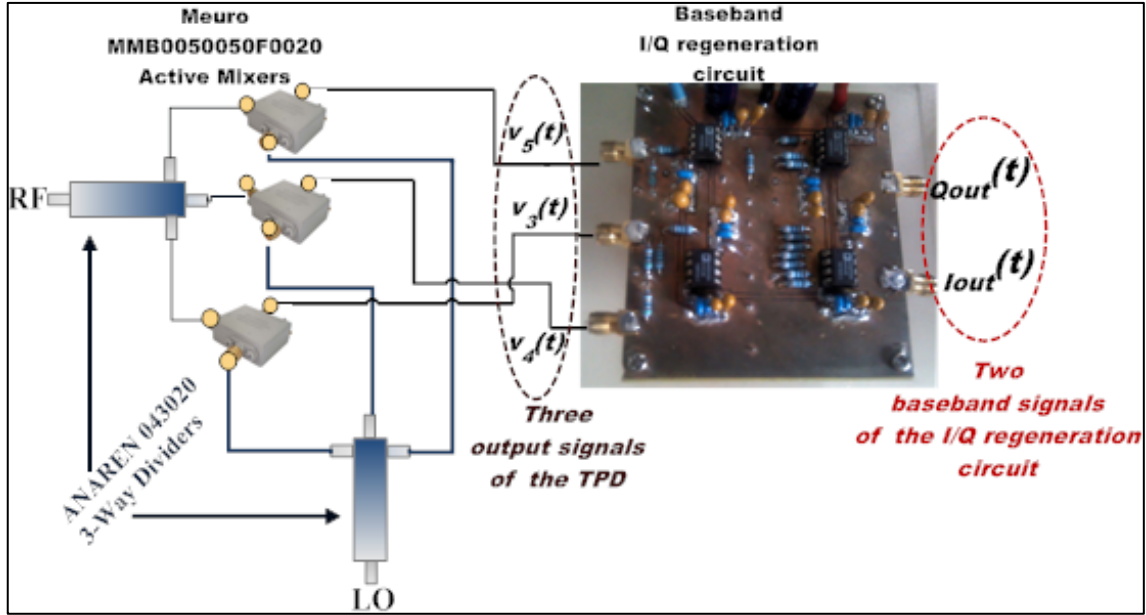 Meuro
MMB0050050F0020
Active Mixers
Baseband
I/Q regeneration
circuit
v5(t)
v3(t)
v4(t)
RF
LO
ANAREN 043020
3-Way Dividers
Three
output signals
of the TPD
Qout(t)
Iout(t)
Two
baseband signals
of the I/Q regeneration
circuit